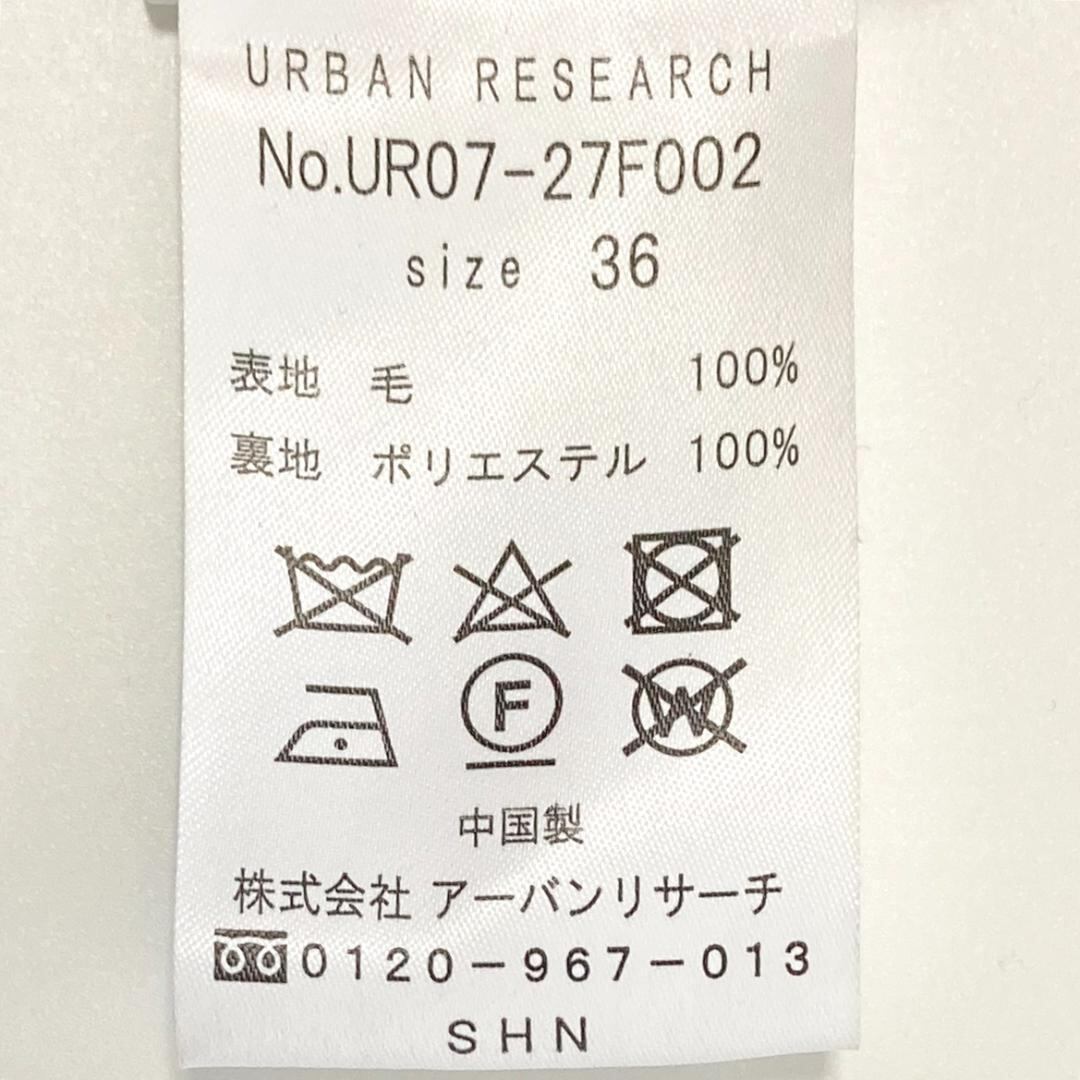 URBAN RESEARCH
No.UR07-27F002
size 36
表地 毛 100%
裏地 ポリエステル 100%
F W
中国製
株式会社 アーバンリサーチ
0120-967-013
SHN